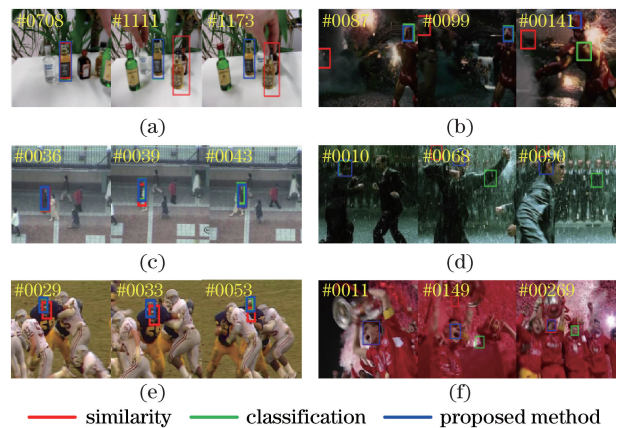 #0708 #1111 #1173
#0087 #0099 #00141
(a) (b)
#0036 #0039 #0043
#0010 #0068 #0090
(c) (d)
#0029 #0033 #0053
#0011 #0149 #00269
(e) (f)
similarity classification proposed method